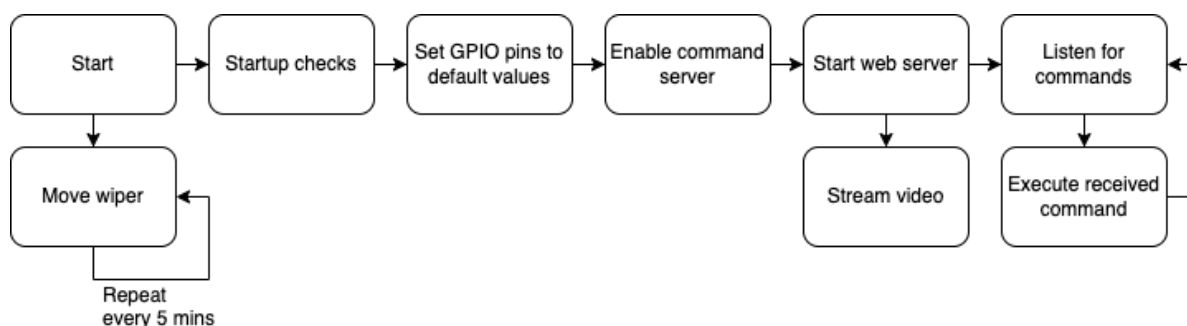 Start
Startup checks
Set GPIO pins to
default values
Enable command
server
Start web server
Listen for
commands
Move wiper
Stream video
Execute received
command
Repeat
every 5 mins